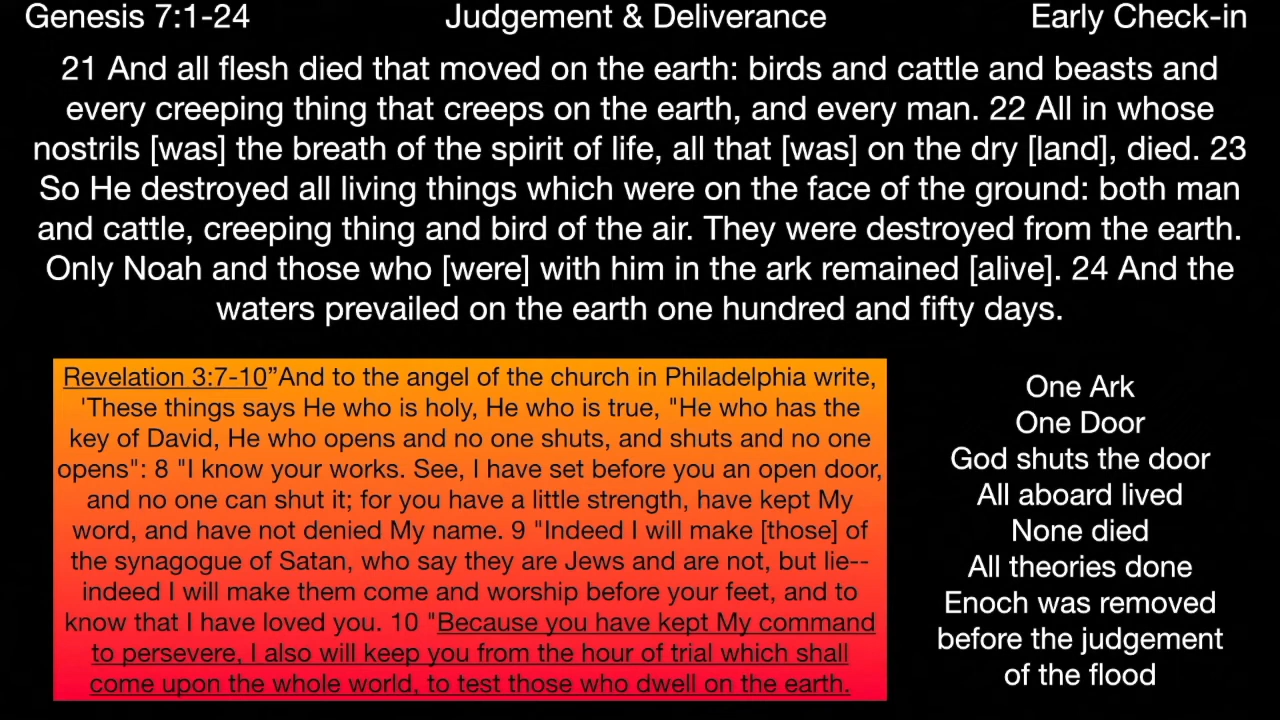 Genesis 7:1-24 Judgement & Deliverance Early Check-in
21 And all flesh died that moved on the earth: birds and cattle and beasts and
every creeping thing that creeps on the earth, and every man. 22 All in whose
nostrils [was] the breath of the spirit of life, all that [was] on the dry [land], died. 23
So He destroyed all living things which were on the face of the ground: both man
and cattle, creeping thing and bird of the air. They were destroyed from the earth.
Only Noah and those who [were] with him in the ark remained [alive]. 24 And the
waters prevailed on the earth one hundred and fifty days.
Revelation 3:7-10”And to the angel of the church in Philadelphia write,
'These things says He who is holy, He who is true, "He who has the
key of David, He who opens and no one shuts, and shuts and no one
opens": 8 "I know your works. See, I have set before you an open door,
and no one can shut it; for you have a little strength, have kept My
word, and have not denied My name. 9 "Indeed I will make [those] of
the synagogue of Satan, who say they are Jews and are not, but lie--
indeed I will make them come and worship before your feet, and to
know that I have loved you. 10 "Because you have kept My command
to persevere, I also will keep you from the hour of trial which shall
come upon the whole world, to test those who dwell on the earth.
One Ark
One Door
God shuts the door
All aboard lived
None died
All theories done
Enoch was removed
before the judgement
of the flood